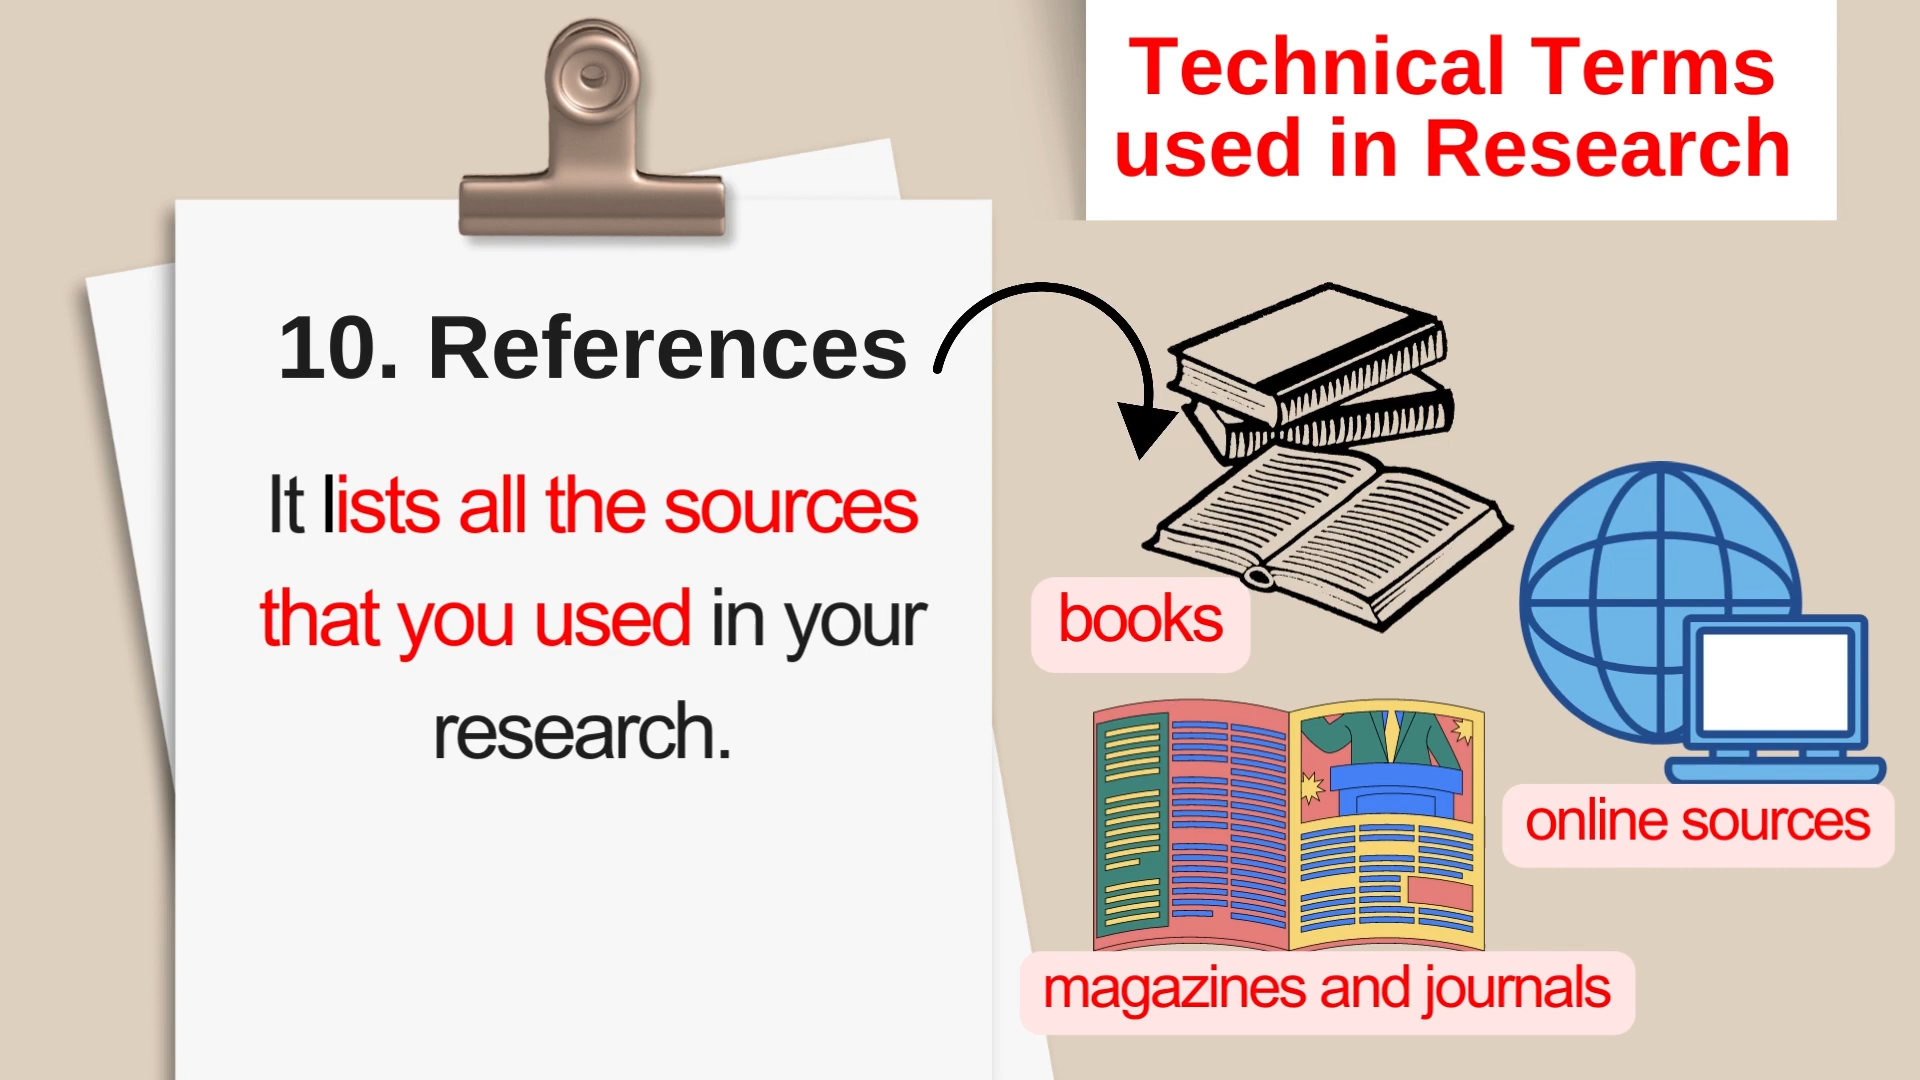 Technical Terms
used in Research
10. References
It lists all the sources
that you used in your
research.
books
online sources
magazines and journals